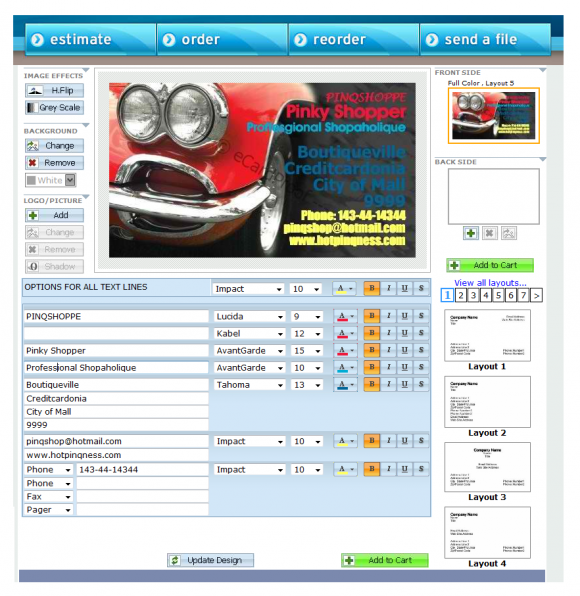 estimate
order
reorder
send a file
IMAGE EFFECTS
H.Flip
Grey Scale
BACKGROUND
Change
Remove
White
LOGO/PICTURE
Add
Change
Remove
Shadow
PINQSHOPPE
Pinky Shopper
Professgional Shopaholique
Boutiqueville
Creditcardonia
City of Mall
9999
Phone: 143-44-14344
pinqshop@hotmail.com
www.hotpinqness.com
FRONT SIDE
Full Color . Layout 5
BACK SIDE
Add to Cart
View all layouts...
1 2 3 4 5 6 7 >
Company Name
Layout 1
Company Name
Layout 2
Company Name
Layout 3
Company Name
Layout 4
OPTIONS FOR ALL TEXT LINES Impact 10 A B I U S
PINQSHOPPE Lucida 9 A B I U S
Kabel 12 A B I U S
Pinky Shopper AvantGarde 15 A B I U S
Professional Shopaholique AvantGarde 10 A B I U S
Boutiqueville Tahoma 13 A B I U S
Creditcardonia
City of Mall
9999
pinqshop@hotmail.com Impact 10 A B I U S
www.hotpinqness.com
Phone 143-44-14344 Impact 10 A B I U S
Phone
Fax
Pager
Update Design
Add to Cart